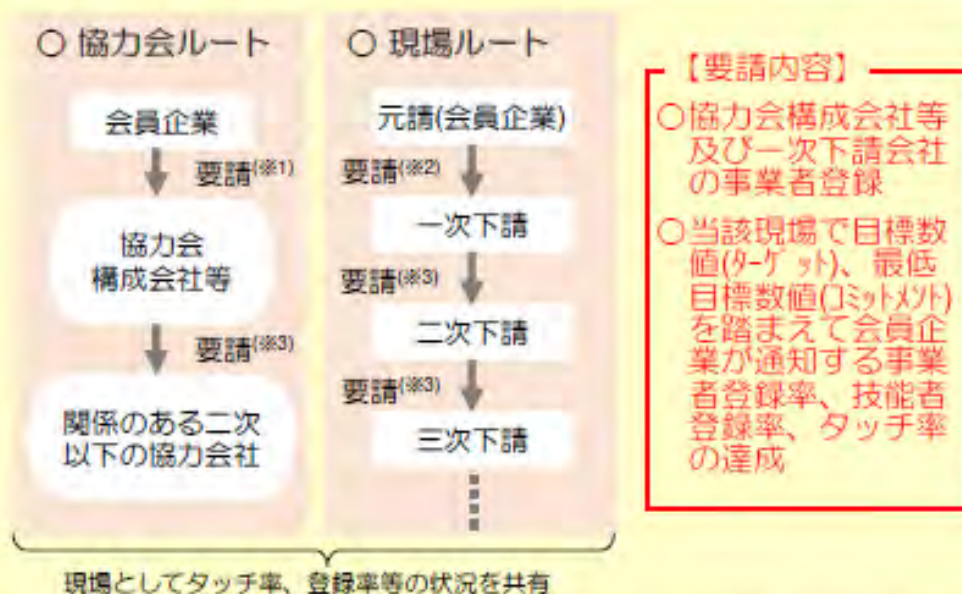 ○ 協力会ルート
会員企業
要請(※1)
協力会
構成会社等
要請(※3)
関係のある二次
以下の協力会社
○ 現場ルート
元請(会員企業)
要請(※2)
一次下請
要請(※3)
二次下請
要請(※3)
三次下請
現場としてタッチ率、登録率等の状況を共有
【要請内容】
○協力会構成会社等
及び一次下請会社
の事業者登録
○当該現場で目標数
値(ターゲット)、最低
目標数値(コミットメント)
を踏まえて会員企
業が通知する事業
者登録率、技能者
登録率、タッチ率
の達成